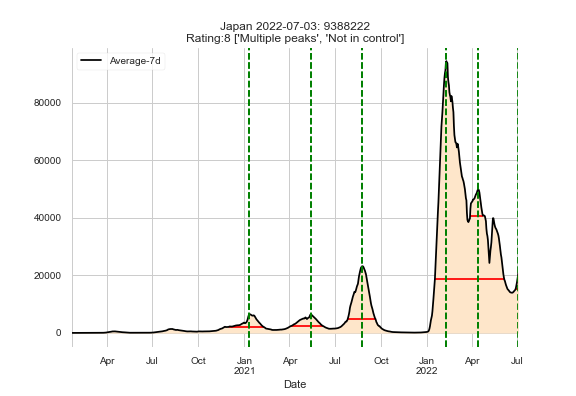 Japan 2022-07-03: 9388222
Rating:8 ['Multiple peaks', 'Not in control']
Average-7d
80000
60000
40000
20000
0
Apr Jul Oct Jan Apr Jul Oct Jan Apr Jul
2021 2022
Date